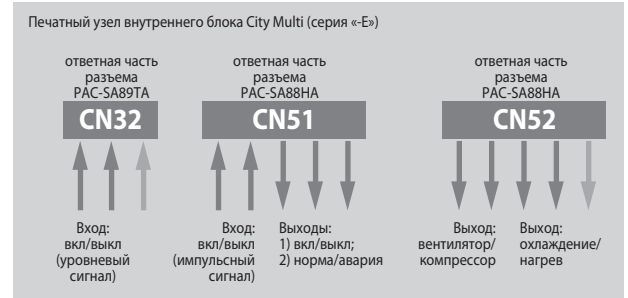 Печатный узел внутреннего блока City Multi (серия «-Е»)
ответная часть
разъема
PAC-SA89TA
CN32
Вход:
вкл/выкл
(уровневый
сигнал)
ответная часть
разъема
PAC-SA88HA
CN51
Вход:
вкл/выкл
(импульсный
сигнал)
Выходы:
1) вкл/выкл;
2) норма/авария
ответная часть
разъема
PAC-SA88HA
CN52
Выход:
вентилятор/
компрессор
Выход:
охлаждение/
нагрев